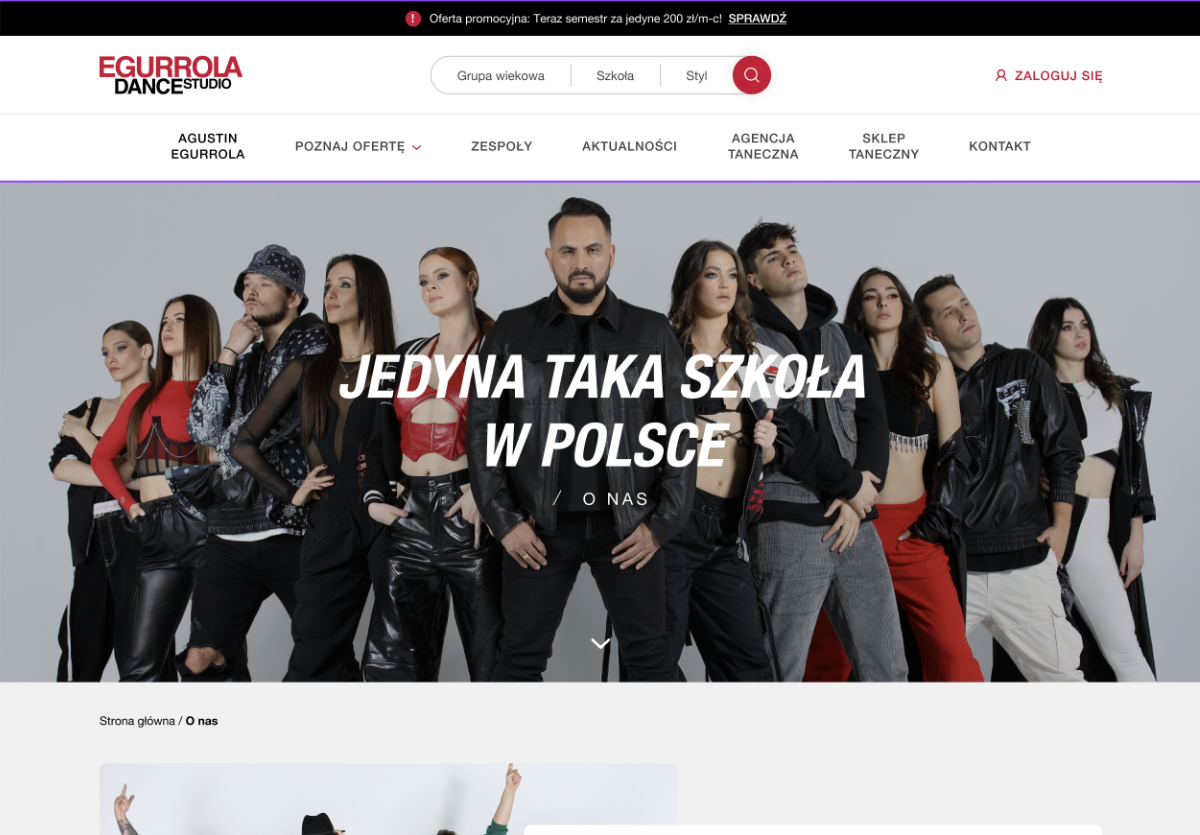 ! Oferta promocyjna: Teraz semestr za jedyne 200 zł/m-c! SPRAWDŹ
EGURROLA
DANCE STUDIO
Grupa wiekowa
Szkoła
Styl
ZALOGUJ SIĘ
AGUSTIN
EGURROLA
POZNAJ OFERTĘ
ZESPOŁY
AKTUALNOŚCI
AGENCJA
TANECZNA
SKLEP
TANECZNY
KONTAKT
JEDYNA TAKA SZKOŁA
W POLSCE
/ O NAS
Strona główna / O nas